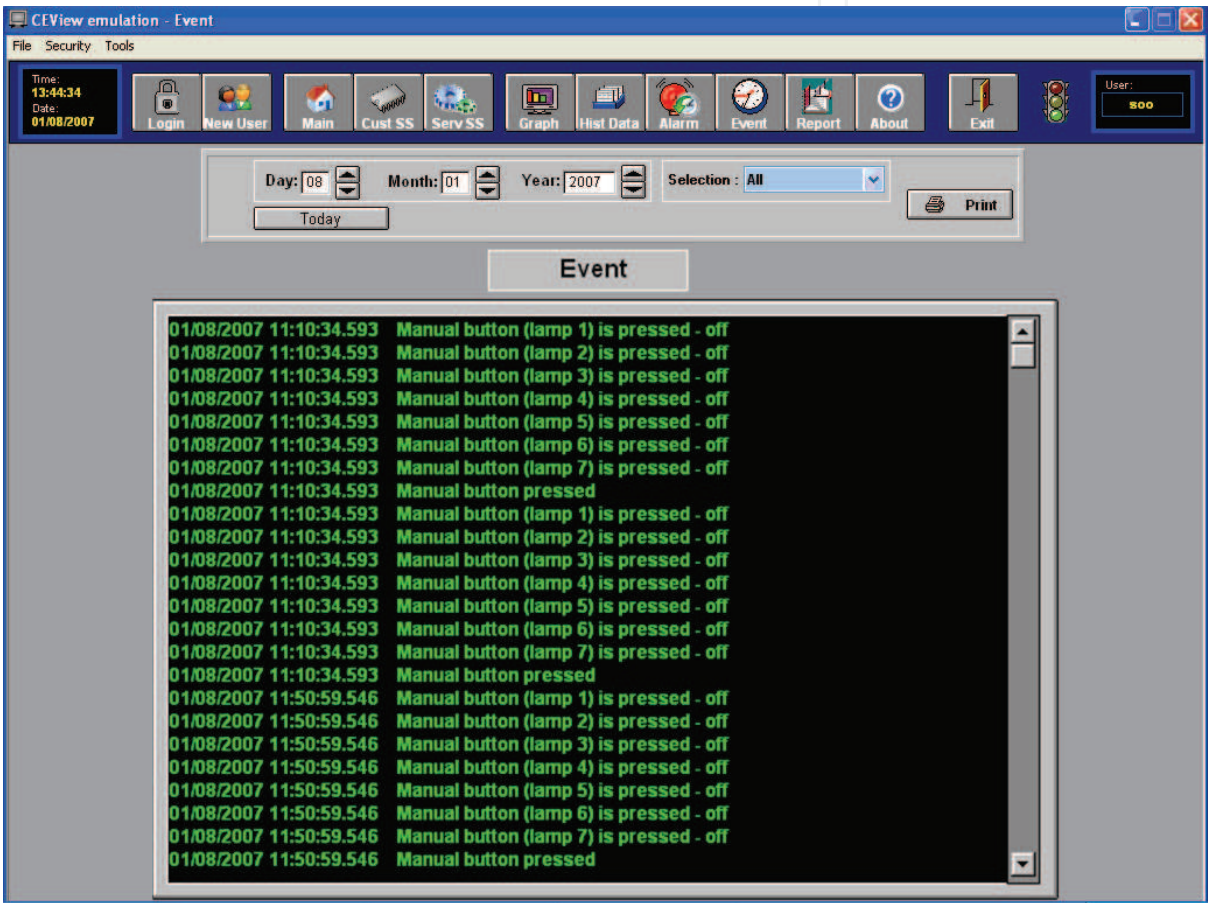 CEView emulation - Event
File Security Tools
Time:
13:44:34
Date:
01/08/2007
Login New User Main Cust SS Serv SS Graph Hist Data Alarm Event Report About Exit
User:
soo
Day: 08 Month: 01 Year: 2007 Selection : All
Today
Print
Event
01/08/2007 11:10:34.593 Manual button (lamp 1) is pressed - off
01/08/2007 11:10:34.593 Manual button (lamp 2) is pressed - off
01/08/2007 11:10:34.593 Manual button (lamp 3) is pressed - off
01/08/2007 11:10:34.593 Manual button (lamp 4) is pressed - off
01/08/2007 11:10:34.593 Manual button (lamp 5) is pressed - off
01/08/2007 11:10:34.593 Manual button (lamp 6) is pressed - off
01/08/2007 11:10:34.593 Manual button (lamp 7) is pressed - off
01/08/2007 11:10:34.593 Manual button pressed
01/08/2007 11:10:34.593 Manual button (lamp 1) is pressed - off
01/08/2007 11:10:34.593 Manual button (lamp 2) is pressed - off
01/08/2007 11:10:34.593 Manual button (lamp 3) is pressed - off
01/08/2007 11:10:34.593 Manual button (lamp 4) is pressed - off
01/08/2007 11:10:34.593 Manual button (lamp 5) is pressed - off
01/08/2007 11:10:34.593 Manual button (lamp 6) is pressed - off
01/08/2007 11:10:34.593 Manual button (lamp 7) is pressed - off
01/08/2007 11:10:34.593 Manual button pressed
01/08/2007 11:50:59.546 Manual button (lamp 1) is pressed - off
01/08/2007 11:50:59.546 Manual button (lamp 2) is pressed - off
01/08/2007 11:50:59.546 Manual button (lamp 3) is pressed - off
01/08/2007 11:50:59.546 Manual button (lamp 4) is pressed - off
01/08/2007 11:50:59.546 Manual button (lamp 5) is pressed - off
01/08/2007 11:50:59.546 Manual button (lamp 6) is pressed - off
01/08/2007 11:50:59.546 Manual button (lamp 7) is pressed - off
01/08/2007 11:50:59.546 Manual button pressed